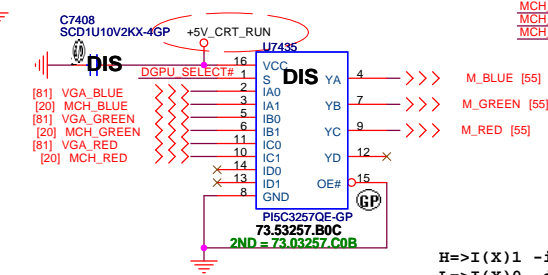 MCH
MCH
MCH
C7408
SCD1U10V2KX-4GP
+5V_CRT_RUN
DIS
U7435
DGPU_SELECT#
16 VCC
1 S
DIS
YA 4
M_BLUE [55]
[81] VGA_BLUE
2 IA0
[20] MCH_BLUE
3 IA1
YB 7
M_GREEN [55]
[81] VGA_GREEN
5 IB0
[20] MCH_GREEN
6 IB1
YC 9
M_RED [55]
[81] VGA_RED
11 IC0
[20] MCH_RED
10 IC1
YD 12
14 ID0
13 ID1
OE# 15
8 GND
GP
PI5C3257QE-GP
73.53257.B0C
2ND = 73.03257.C0B
H=>I(X)1 -i
L=>I(X)0